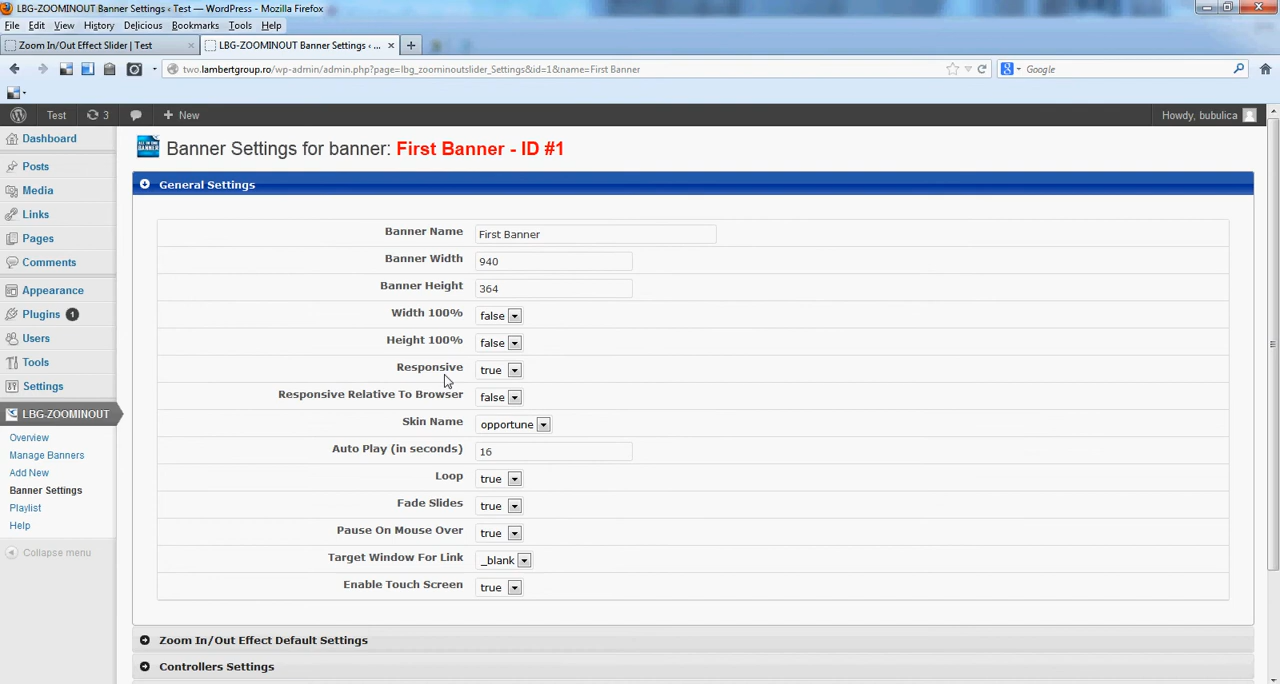 LBG-ZOOMINOUT Banner Settings ‹ Test — WordPress - Mozilla Firefox
File Edit View History Delicious Bookmarks Tools Help
Zoom In/Out Effect Slider | Test × LBG-ZOOMINOUT Banner Settings ‹ ... × +
two.lambertgroup.ro/wp-admin/admin.php?page=lbg_zoominoutslider_Settings&id=1&name=First Banner Google
Test 3 + New Howdy, bubulica
Dashboard
Posts
Media
Links
Pages
Comments
Appearance
Plugins 1
Users
Tools
Settings
LBG-ZOOMINOUT
Overview
Manage Banners
Add New
Banner Settings
Playlist
Help
Collapse menu
Banner Settings for banner: First Banner - ID #1
General Settings
Banner Name First Banner
Banner Width 940
Banner Height 364
Width 100% false
Height 100% false
Responsive true
Responsive Relative To Browser false
Skin Name opportune
Auto Play (in seconds) 16
Loop true
Fade Slides true
Pause On Mouse Over true
Target Window For Link _blank
Enable Touch Screen true
Zoom In/Out Effect Default Settings
Controllers Settings